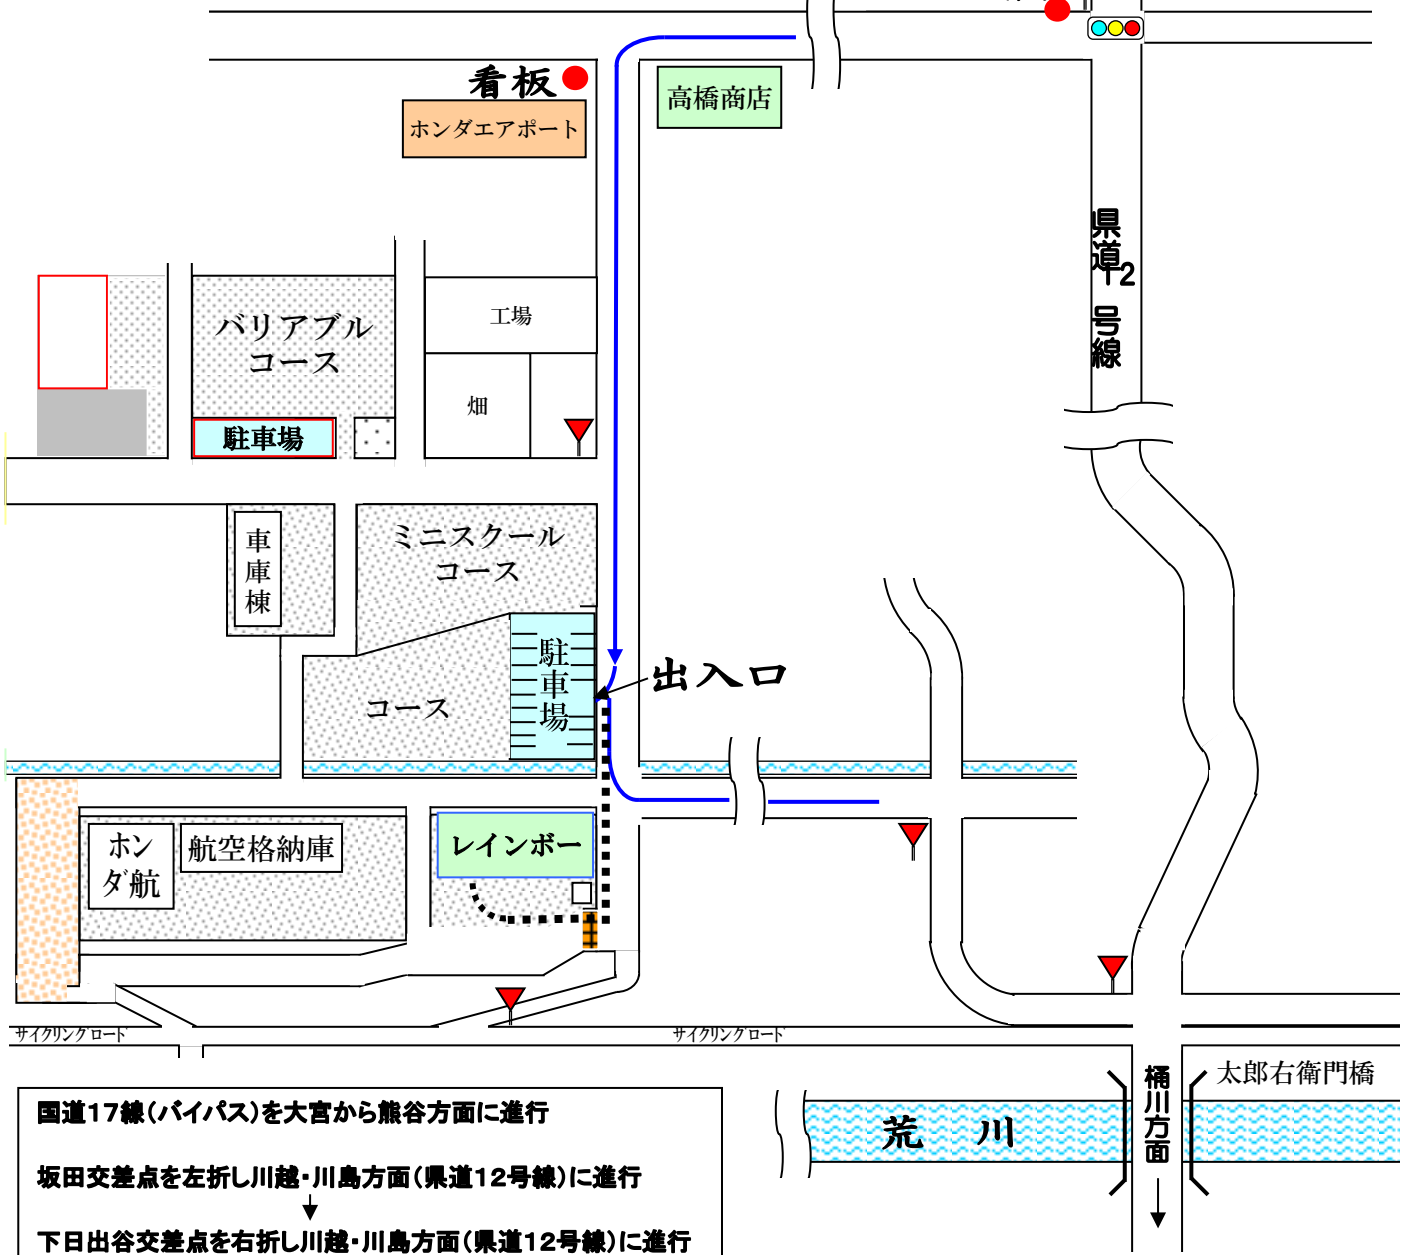 看板
ホンダエアポート
高橋商店
県道12号線
バリアブル
コース
工場
畑
駐車場
車庫棟
ミニスクール
コース
駐車場
出入口
コース
ホン
ダ航
航空格納庫
レインボー
サイクリングロード
サイクリングロード
太郎右衛門橋
桶川方面
荒川
国道17線(バイパス)を大宮から熊谷方面に進行
坂田交差点を左折し川越・川島方面(県道12号線)に進行
下日出谷交差点を右折し川越・川島方面(県道12号線)に進行